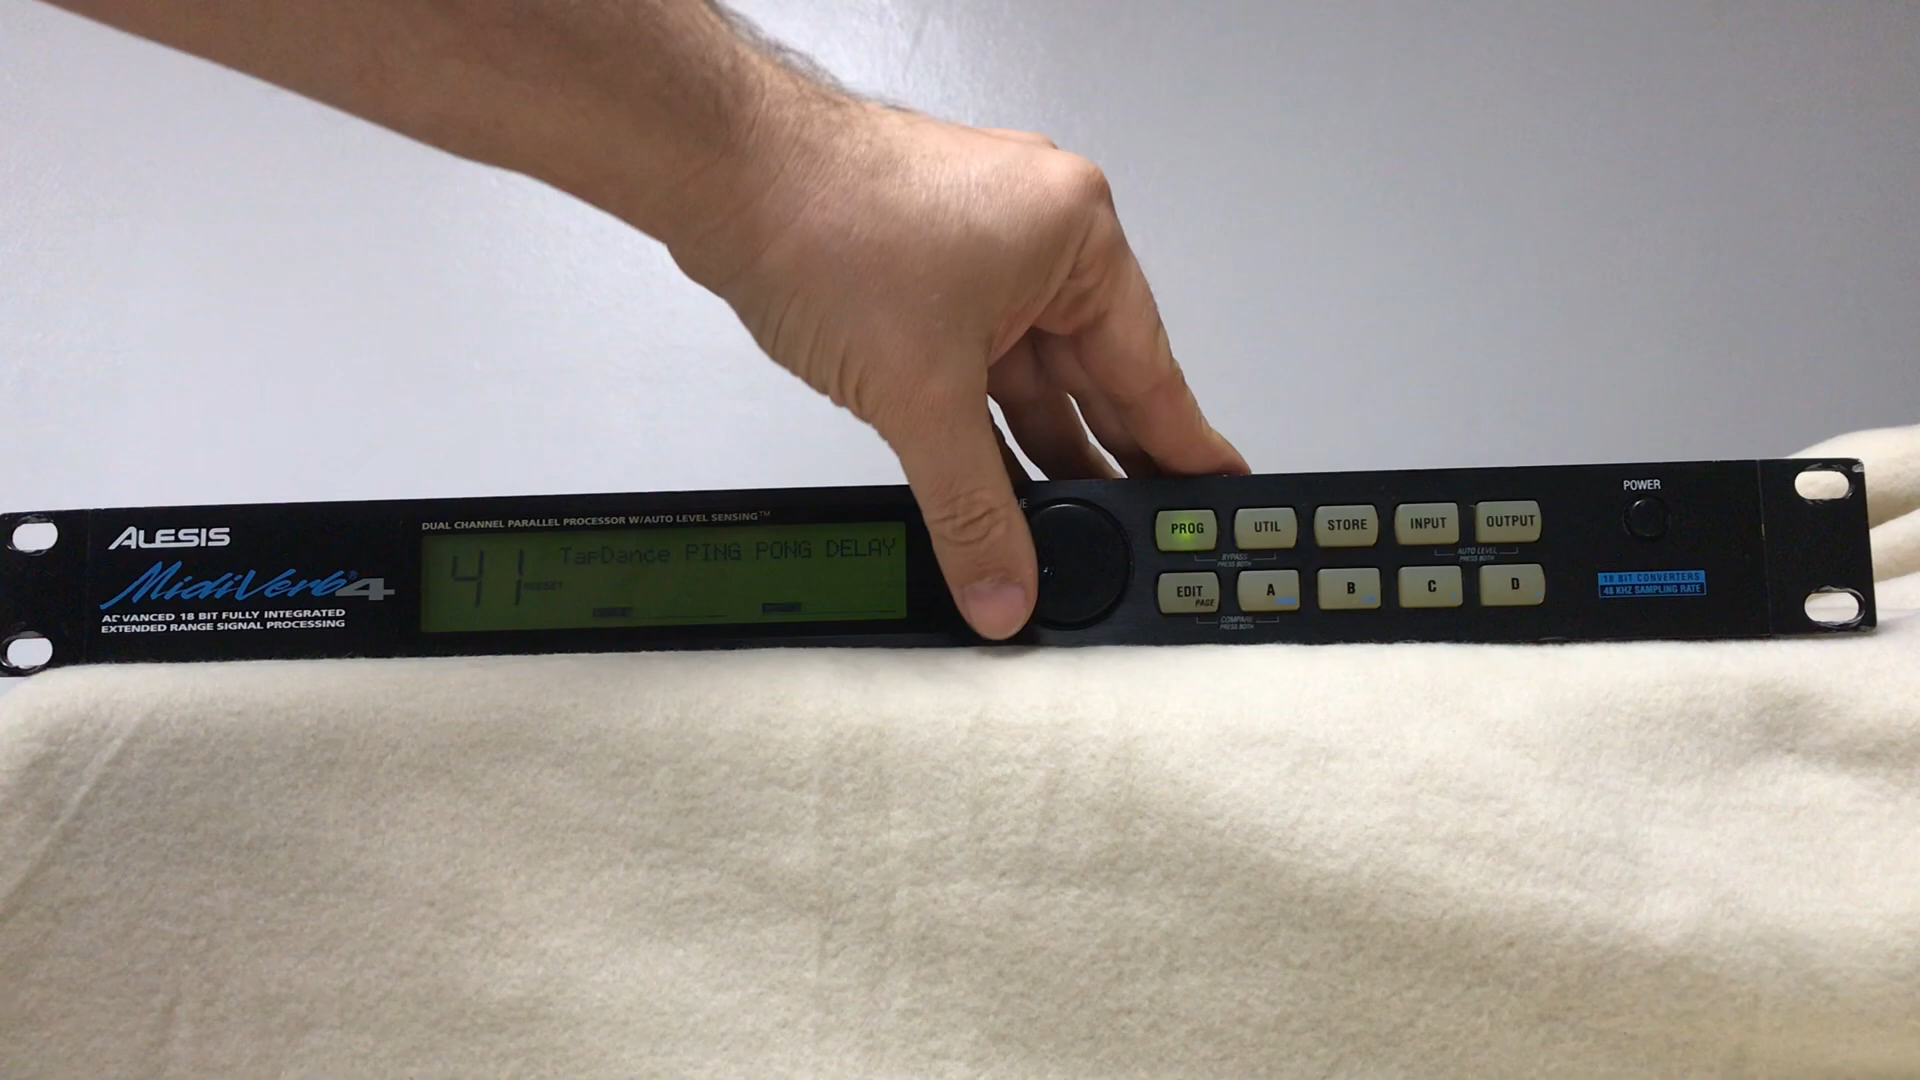 ALESIS
MidiVerb® 4
ADVANCED 18 BIT FULLY INTEGRATED
EXTENDED RANGE SIGNAL PROCESSING
DUAL CHANNEL PARALLEL PROCESSOR W/AUTO LEVEL SENSING™
41 PRESET
TapDance PING PONG DELAY
PROG UTIL STORE INPUT OUTPUT
BYPASS
PRESS BOTH
AUTO LEVEL
PRESS BOTH
EDIT PAGE A B C D
COMPARE
PRESS BOTH
POWER
18 BIT CONVERTERS
48 KHZ SAMPLING RATE